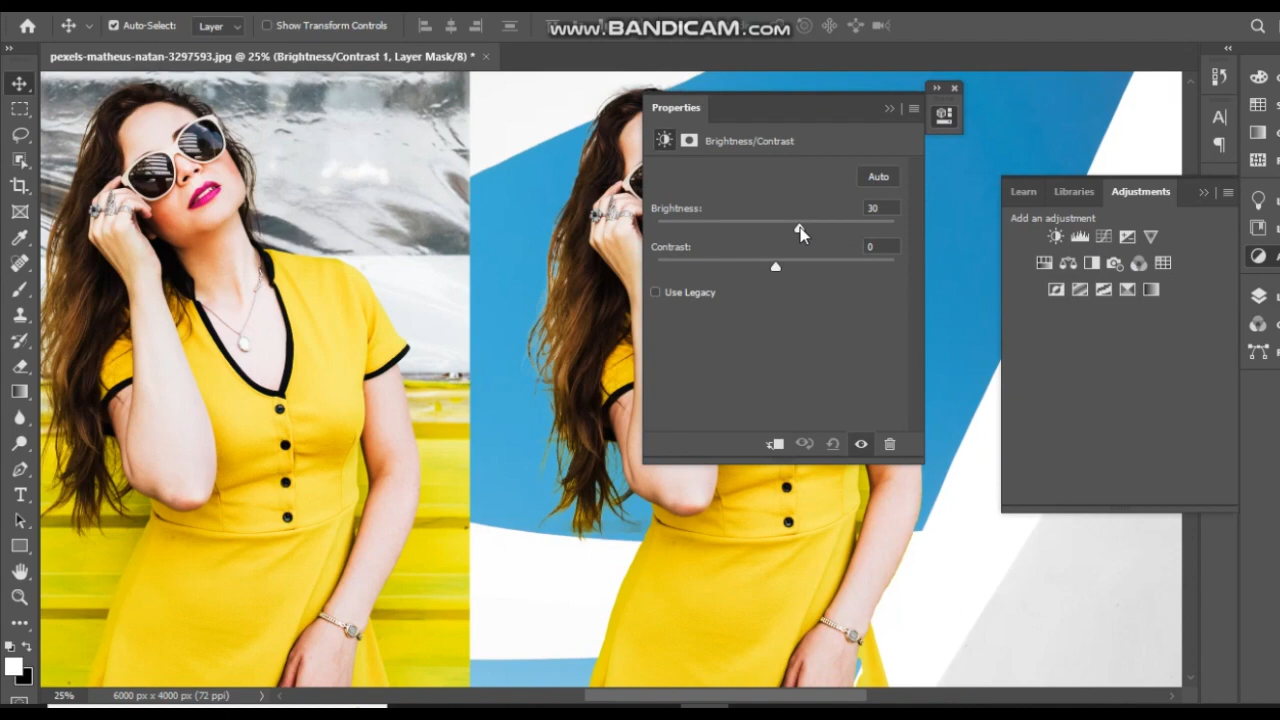 Auto-Select:
Layer
Show Transform Controls
www.BANDICAM.com
pexels-matheus-natan-3297593.jpg @ 25% (Brightness/Contrast 1, Layer Mask/8) *
Properties
Brightness/Contrast
Auto
Brightness:
30
Contrast:
0
Use Legacy
Learn
Libraries
Adjustments
Add an adjustment
25%
6000 px x 4000 px (72 ppi)